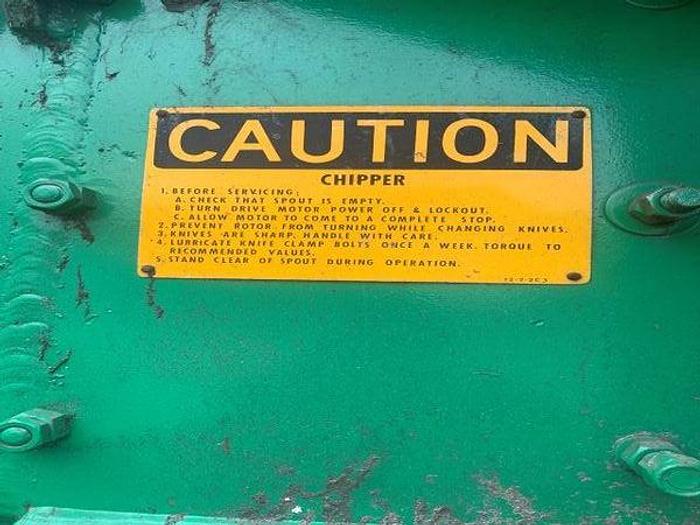 CAUTION
CHIPPER
1. BEFORE SERVICING:
A. CHECK THAT SPOUT IS EMPTY.
B. TURN DRIVE MOTOR POWER OFF & LOCKOUT.
C. ALLOW MOTOR TO COME TO A COMPLETE STOP.
2. PREVENT ROTOR FROM TURNING WHILE CHANGING KNIVES.
3. KNIVES ARE SHARP. HANDLE WITH CARE.
4. LUBRICATE KNIFE CLAMP BOLTS ONCE A WEEK. TORQUE TO
RECOMMENDED VALUES.
5. STAND CLEAR OF SPOUT DURING OPERATION.